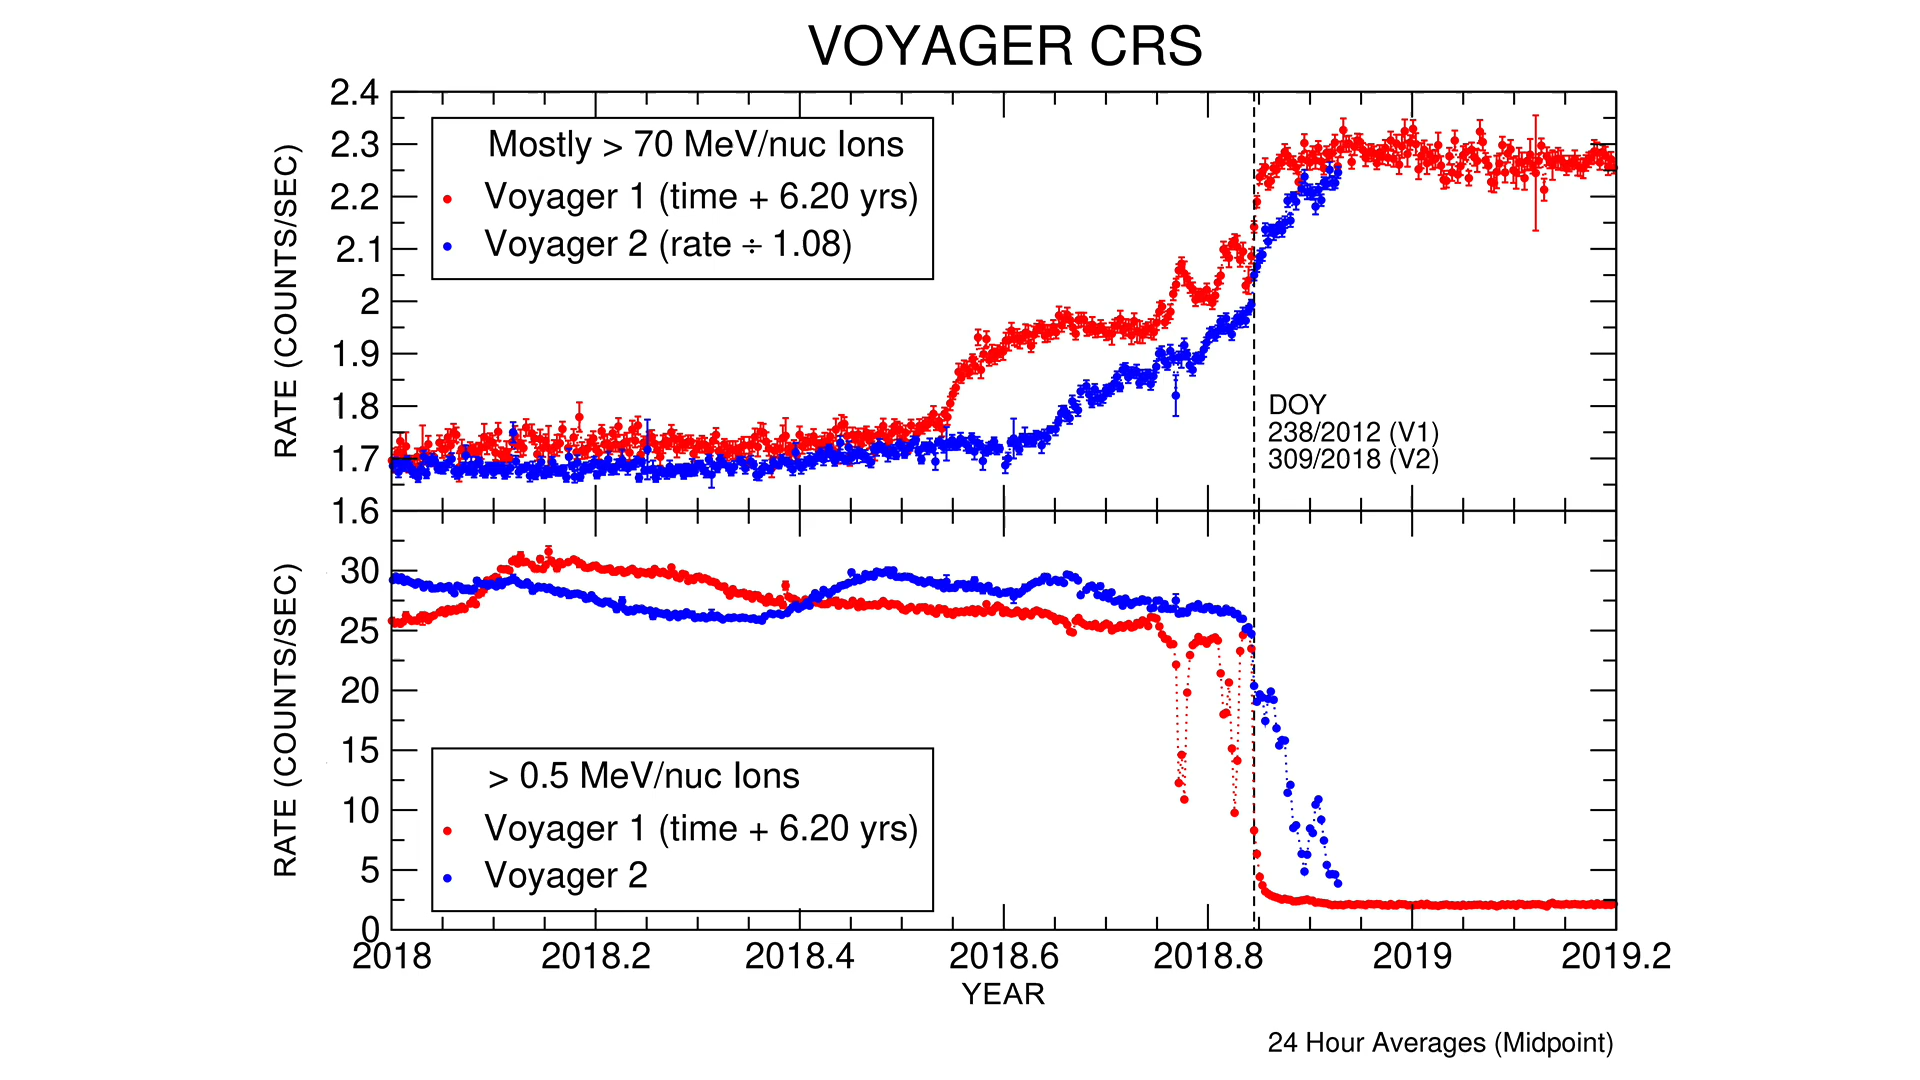 VOYAGER CRS
2.4
2.3
2.2
2.1
2
1.9
1.8
1.7
1.6
RATE (COUNTS/SEC)
Mostly > 70 MeV/nuc Ions
Voyager 1 (time + 6.20 yrs)
Voyager 2 (rate ÷ 1.08)
DOY
238/2012 (V1)
309/2018 (V2)
30
25
20
15
10
5
0
RATE (COUNTS/SEC)
> 0.5 MeV/nuc Ions
Voyager 1 (time + 6.20 yrs)
Voyager 2
2018 2018.2 2018.4 2018.6 2018.8 2019 2019.2
YEAR
24 Hour Averages (Midpoint)